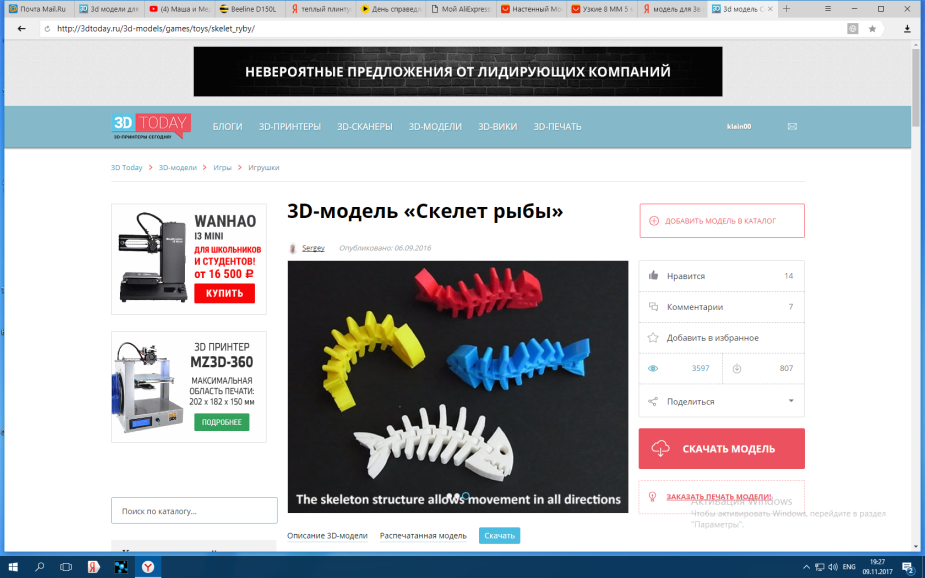 Почта Mail.Ru
3d модели для
(4) Маша и Ме
Beeline D150L
теплый плинту
День справед
Мой AliExpress
Настенный Мо
Узкие 8 ММ 5
модель для 3в
3d модель С
http://3dtoday.ru/3d-models/games/toys/skelet_ryby/
НЕВЕРОЯТНЫЕ ПРЕДЛОЖЕНИЯ ОТ ЛИДИРУЮЩИХ КОМПАНИЙ
3D TODAY
3D-ПРИНТЕРЫ СЕГОДНЯ!
БЛОГИ 3D-ПРИНТЕРЫ 3D-СКАНЕРЫ 3D-МОДЕЛИ 3D-ВИКИ 3D-ПЕЧАТЬ
klain00
3D Today > 3D-модели > Игры > Игрушки
WANHAO
I3 MINI
ДЛЯ ШКОЛЬНИКОВ
И СТУДЕНТОВ!
от 16 500 ₽
КУПИТЬ
3D ПРИНТЕР
MZ3D-360
МАКСИМАЛЬНАЯ
ОБЛАСТЬ ПЕЧАТИ:
202 x 182 x 150 мм
ПОДРОБНЕЕ
Поиск по каталогу...
3D-модель «Скелет рыбы»
Sergey Опубликовано: 06.09.2016
The skeleton structure allows movement in all directions
Описание 3D-модели Распечатанная модель Скачать
ДОБАВИТЬ МОДЕЛЬ В КАТАЛОГ
Нравится 14
Комментарии 7
Добавить в избранное
3597 807
Поделиться
СКАЧАТЬ МОДЕЛЬ
ЗАКАЗАТЬ ПЕЧАТЬ МОДЕЛИ!
Активация Windows
Чтобы активировать Windows, перейдите в раздел
"Параметры".
ENG
19:27
09.11.2017
2